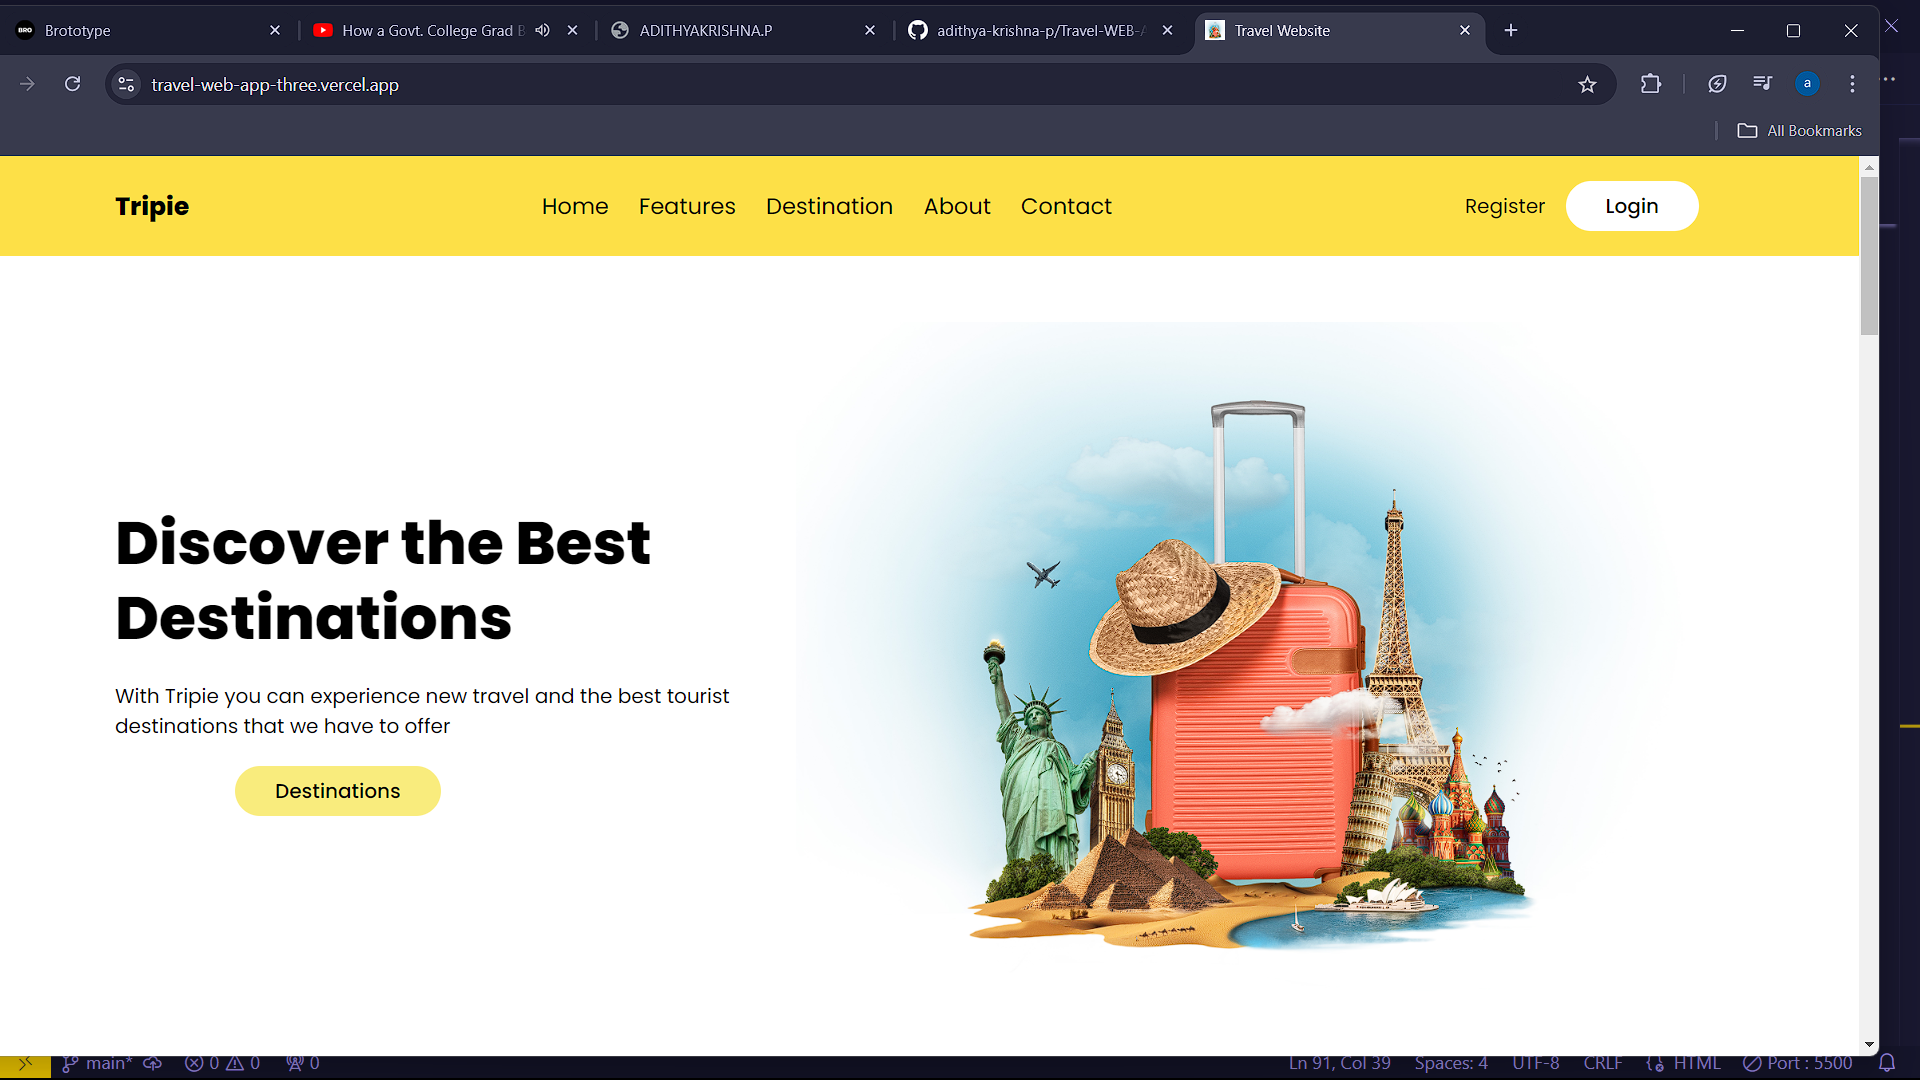 BRO Brototype
How a Govt. College Grad B
ADITHYAKRISHNA.P
adithya-krishna-p/Travel-WEB-A
Travel Website
travel-web-app-three.vercel.app
a
All Bookmarks
Tripie
Home Features Destination About Contact
Register Login
Discover the Best
Destinations
With Tripie you can experience new travel and the best tourist
destinations that we have to offer
Destinations
main* 0 0 0 Ln 91, Col 39 Spaces: 4 UTF-8 CRLF HTML Port : 5500